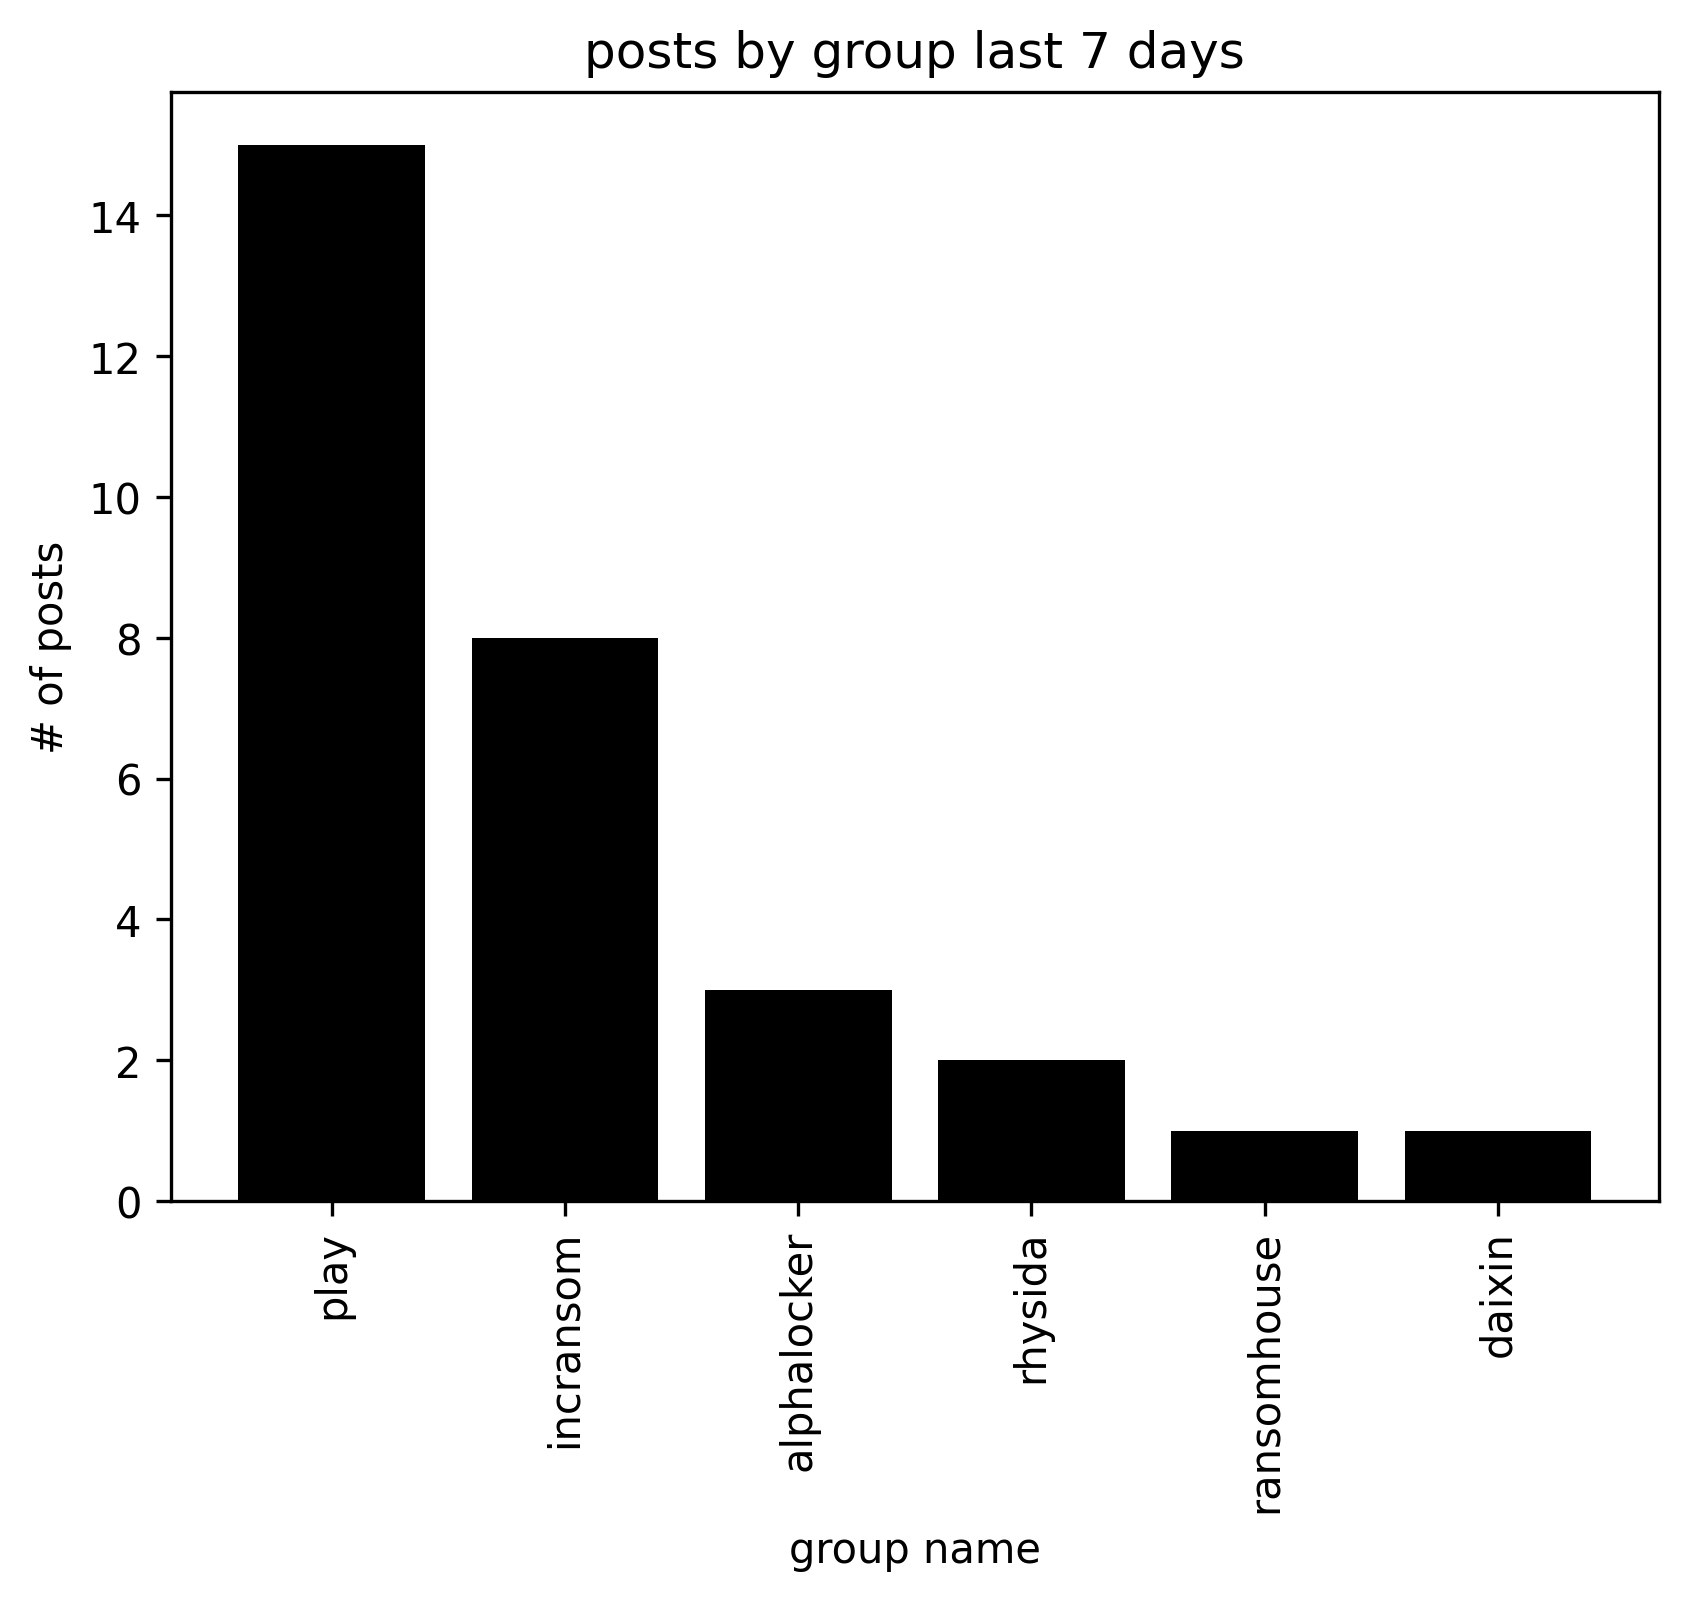 posts by group last 7 days
# of posts
14
12
10
8
6
4
2
0
play
incransom
alphalocker
rhysida
ransomhouse
daixin
group name